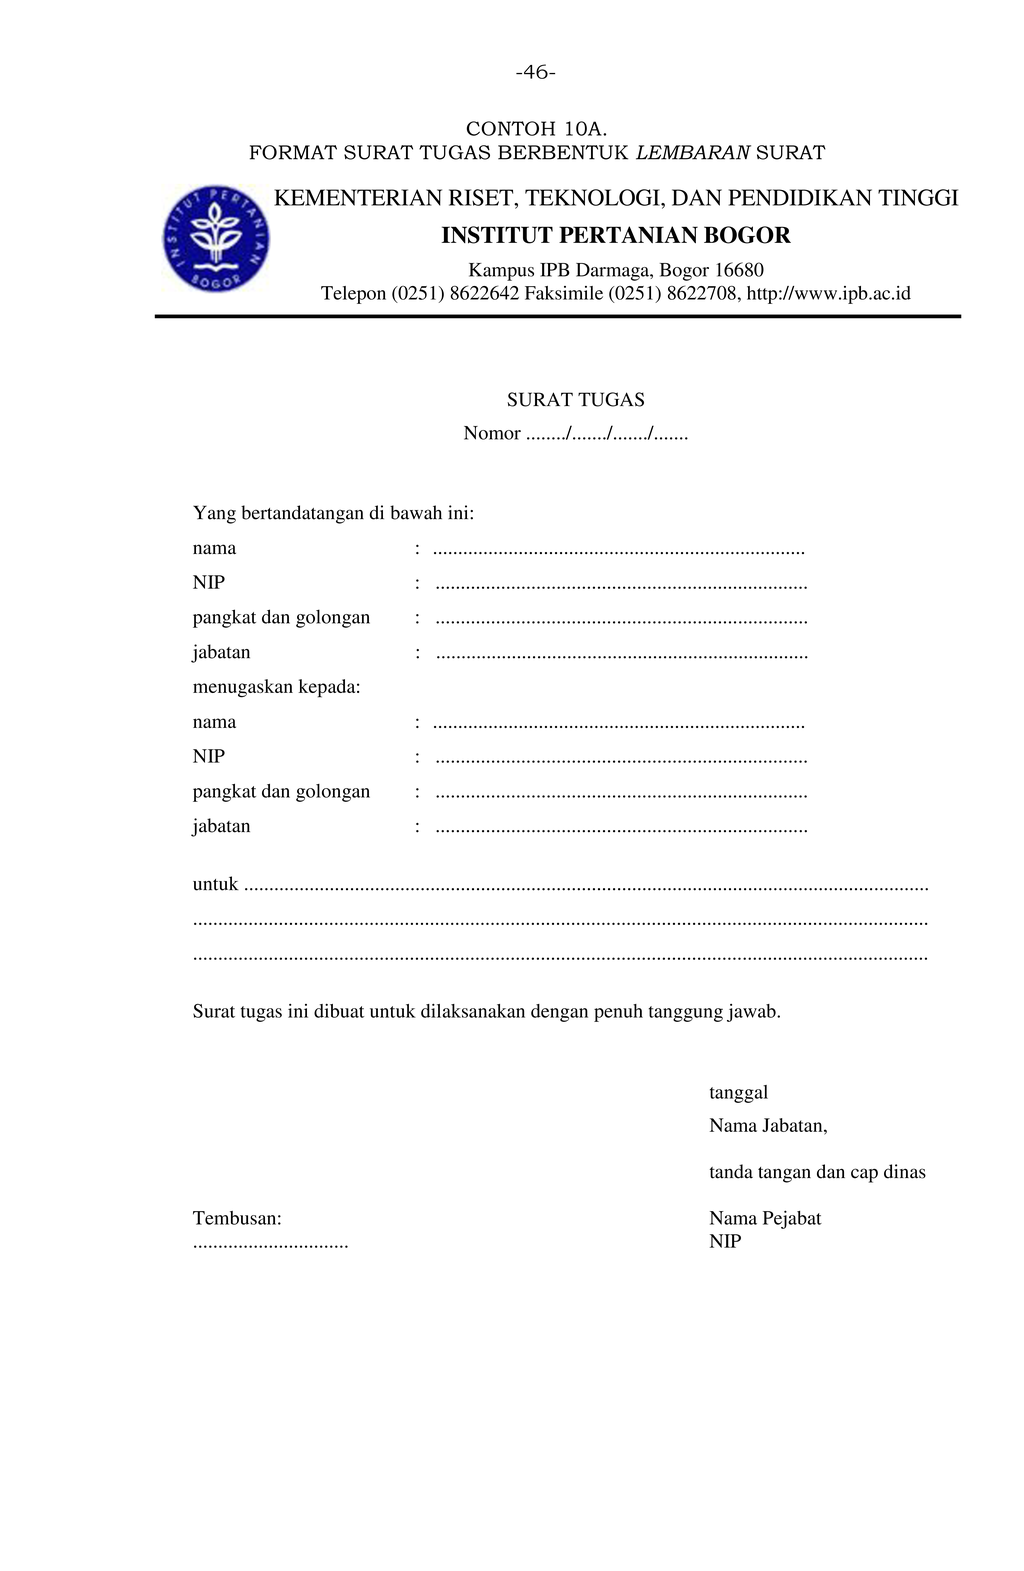 -46-
CONTOH 10A.
FORMAT SURAT TUGAS BERBENTUK LEMBARAN SURAT
INSTITUT PERTANIAN
BOGOR
KEMENTERIAN RISET, TEKNOLOGI, DAN PENDIDIKAN TINGGI
INSTITUT PERTANIAN BOGOR
Kampus IPB Darmaga, Bogor 16680
Telepon (0251) 8622642 Faksimile (0251) 8622708, http://www.ipb.ac.id
SURAT TUGAS
Nomor ......../......./......./.......
Yang bertandatangan di bawah ini:
nama : ..........................................................................
NIP : ..........................................................................
pangkat dan golongan : ..........................................................................
jabatan : ..........................................................................
menugaskan kepada:
nama : ..........................................................................
NIP : ..........................................................................
pangkat dan golongan : ..........................................................................
jabatan : ..........................................................................
untuk .........................................................................................................................................
...................................................................................................................................................
...................................................................................................................................................
Surat tugas ini dibuat untuk dilaksanakan dengan penuh tanggung jawab.
tanggal
Nama Jabatan,
tanda tangan dan cap dinas
Tembusan: Nama Pejabat
............................... NIP